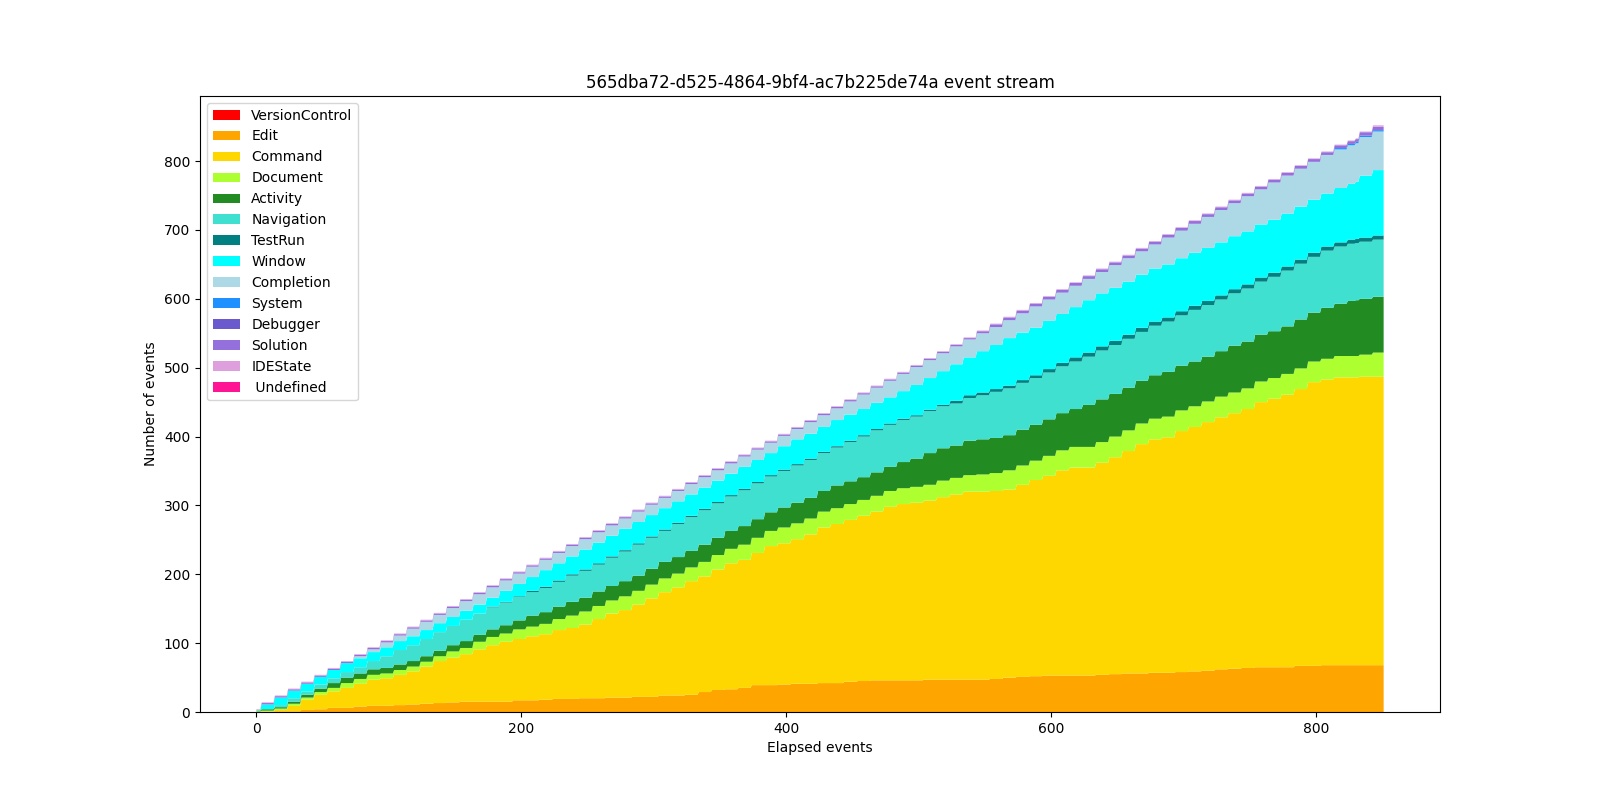 565dba72-d525-4864-9bf4-ac7b225de74a event stream
VersionControl
Edit
Command
Document
Activity
Navigation
TestRun
Window
Completion
System
Debugger
Solution
IDEState
Undefined
Number of events
800
700
600
500
400
300
200
100
0
0 200 400 600 800
Elapsed events